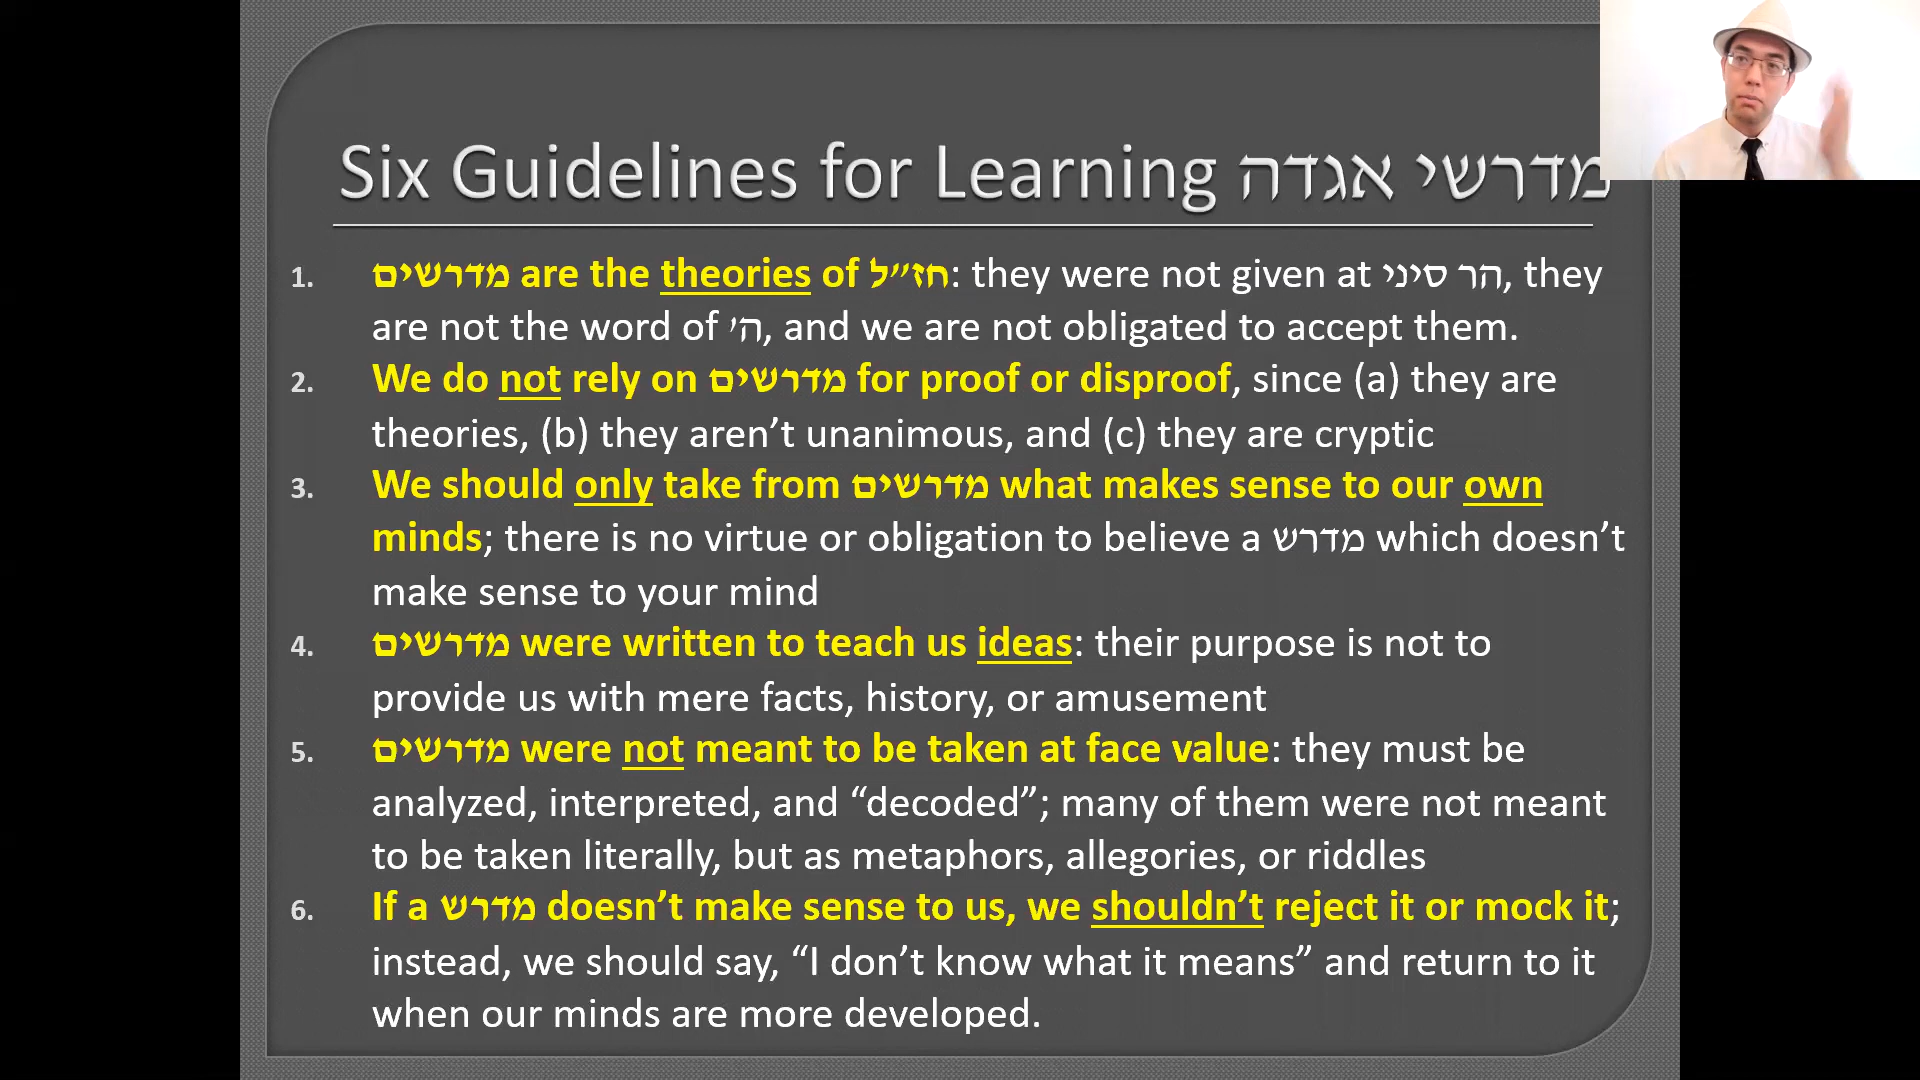 Six Guidelines for Learning מדרשי אגדה
1. מדרשים are the theories of חז״ל: they were not given at הר סיני, they
are not the word of ה׳, and we are not obligated to accept them.
2. We do not rely on מדרשים for proof or disproof, since (a) they are
theories, (b) they aren’t unanimous, and (c) they are cryptic
3. We should only take from מדרשים what makes sense to our own
minds; there is no virtue or obligation to believe a מדרש which doesn’t
make sense to your mind
4. מדרשים were written to teach us ideas: their purpose is not to
provide us with mere facts, history, or amusement
5. מדרשים were not meant to be taken at face value: they must be
analyzed, interpreted, and “decoded”; many of them were not meant
to be taken literally, but as metaphors, allegories, or riddles
6. If a מדרש doesn’t make sense to us, we shouldn’t reject it or mock it;
instead, we should say, “I don’t know what it means” and return to it
when our minds are more developed.